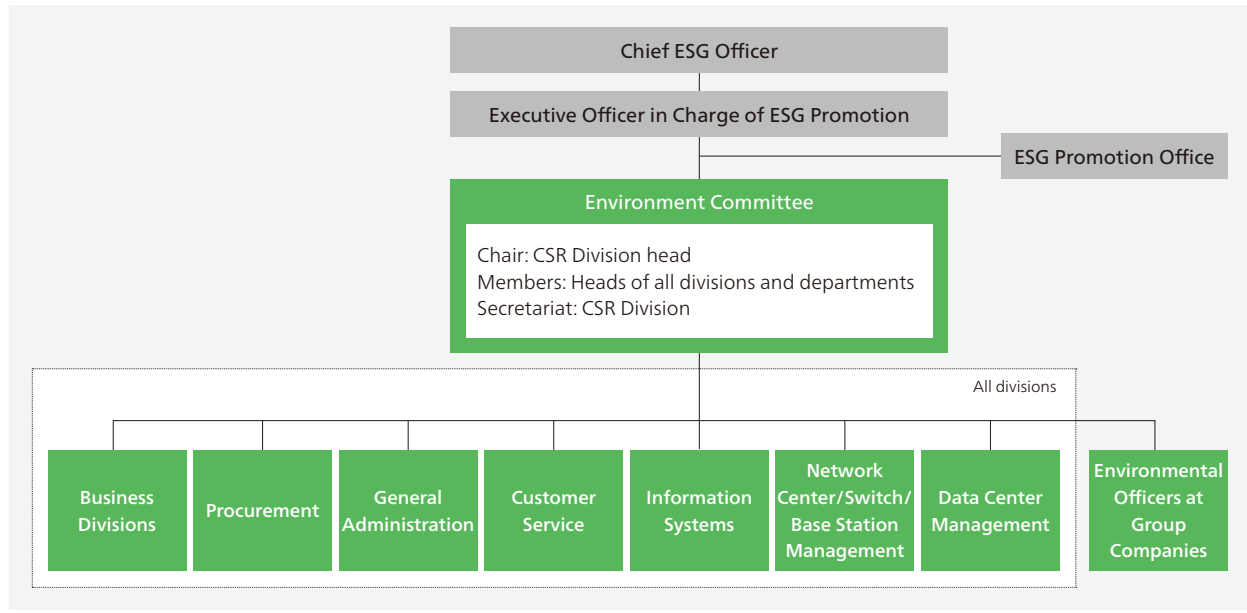 Chief ESG Officer
Executive Officer in Charge of ESG Promotion
ESG Promotion Office
Environment Committee
Chair: CSR Division head
Members: Heads of all divisions and departments
Secretariat: CSR Division
All divisions
Business
Divisions
Procurement
General
Administration
Customer
Service
Information
Systems
Network
Center/Switch/
Base Station
Management
Data Center
Management
Environmental
Officers at
Group
Companies